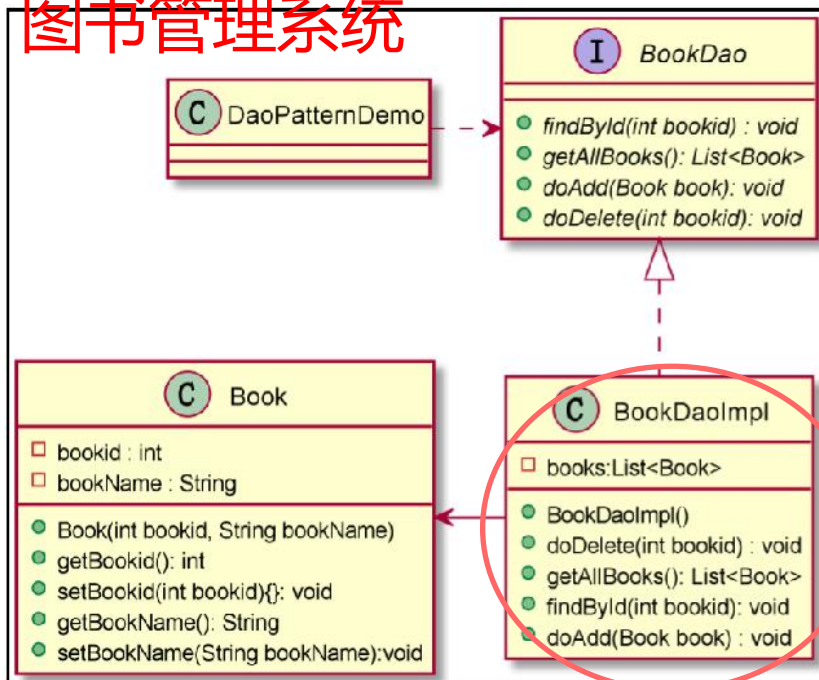 图书管理系统
I BookDao
findById(int bookid) : void
getAllBooks(): List<Book>
doAdd(Book book): void
doDelete(int bookid): void
C DaoPatternDemo
C Book
bookid : int
bookName : String
Book(int bookid, String bookName)
getBookid(): int
setBookid(int bookid){}: void
getBookName(): String
setBookName(String bookName):void
C BookDaoImpl
books:List<Book>
BookDaoImpl()
doDelete(int bookid) : void
getAllBooks(): List<Book>
findById(int bookid): void
doAdd(Book book) : void